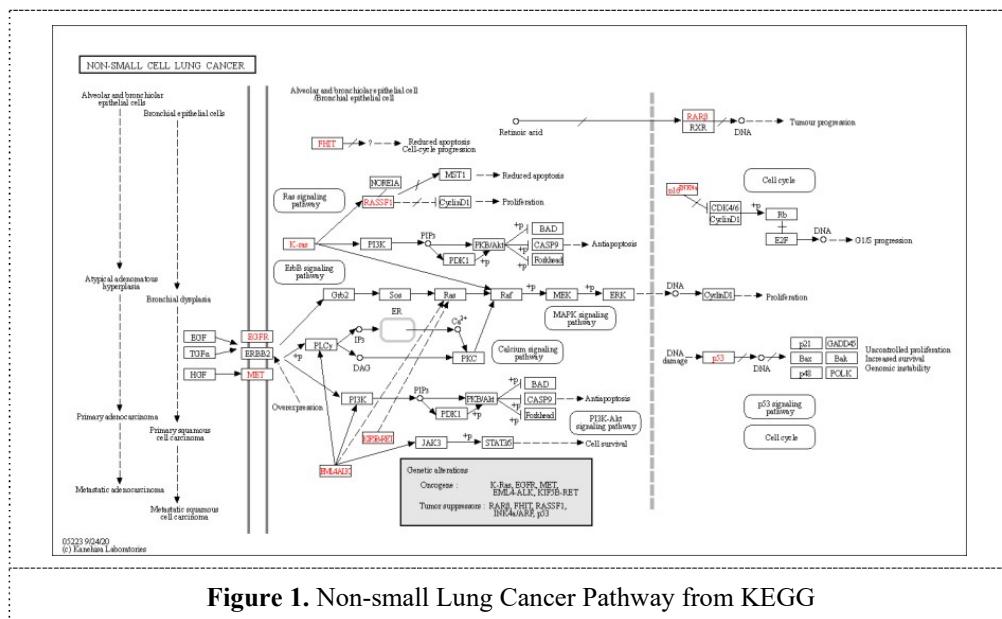 NON-SMALL CELL LUNG CANCER
Alveolar and bronchiolar
epithelial cells
Bronchial epithelial cells
Atypical adenomatous
hyperplasia
Bronchial dysplasia
Primary adenocarcinoma
Primary squamous
cell carcinoma
Metastatic adenocarcinoma
Metastatic squamous
cell carcinoma
Alveolar and bronchiolar epithelial cell
/Bronchial epithelial cell
Retinoic acid
RARβ
RXR
DNA
Tumour progression
FHIT
?
Reduced apoptosis
Cell-cycle progression
NORE1A
MST1
Reduced apoptosis
Ras signaling
pathway
RASSF1
CyclinD1
Proliferation
p16INK4a
Cell cycle
CDK4/6
CyclinD1
+p
Rb
E2F
DNA
G1/S progression
K-ras
PI3K
PIP3
PDK1
+p
PKB/Akt
+p
BAD
CASP9
Forkhead
+p
Antiapoptosis
ErbB signaling
pathway
Grb2
Sos
Ras
Raf
+p
MEK
+p
ERK
DNA
CyclinD1
Proliferation
MAPK signaling
pathway
EGF
TGFα
HGF
EGFR
ERBB2
MET
+p
Overexpression
PLCγ
IP3
ER
Ca2+
DAG
PKC
Calcium signaling
pathway
DNA
damage
p53
DNA
p21
GADD45
Bax
Bak
p48
POLK
Uncontrolled proliferation
Increased survival
Genomic instability
p53 signaling
pathway
Cell cycle
PI3K
PIP3
PDK1
+p
PKB/Akt
+p
BAD
CASP9
Forkhead
+p
Antiapoptosis
PI3K-Akt
signaling pathway
KIF5B-RET
EML4-ALK
JAK3
+p
Cell survival
Genetic alterations
Oncogene : K-Ras, EGFR, MET,
EML4-ALK, KIF5B-RET
Tumor suppressors : RARβ, FHIT, RASSF1,
INK4a/ARF, p53
05223 9/24/20
(c) Kanehisa Laboratories
Figure 1. Non-small Lung Cancer Pathway from KEGG